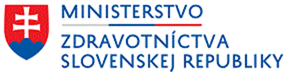 MINISTERSTVO
ZDRAVOTNÍCTVA
SLOVENSKEJ REPUBLIKY